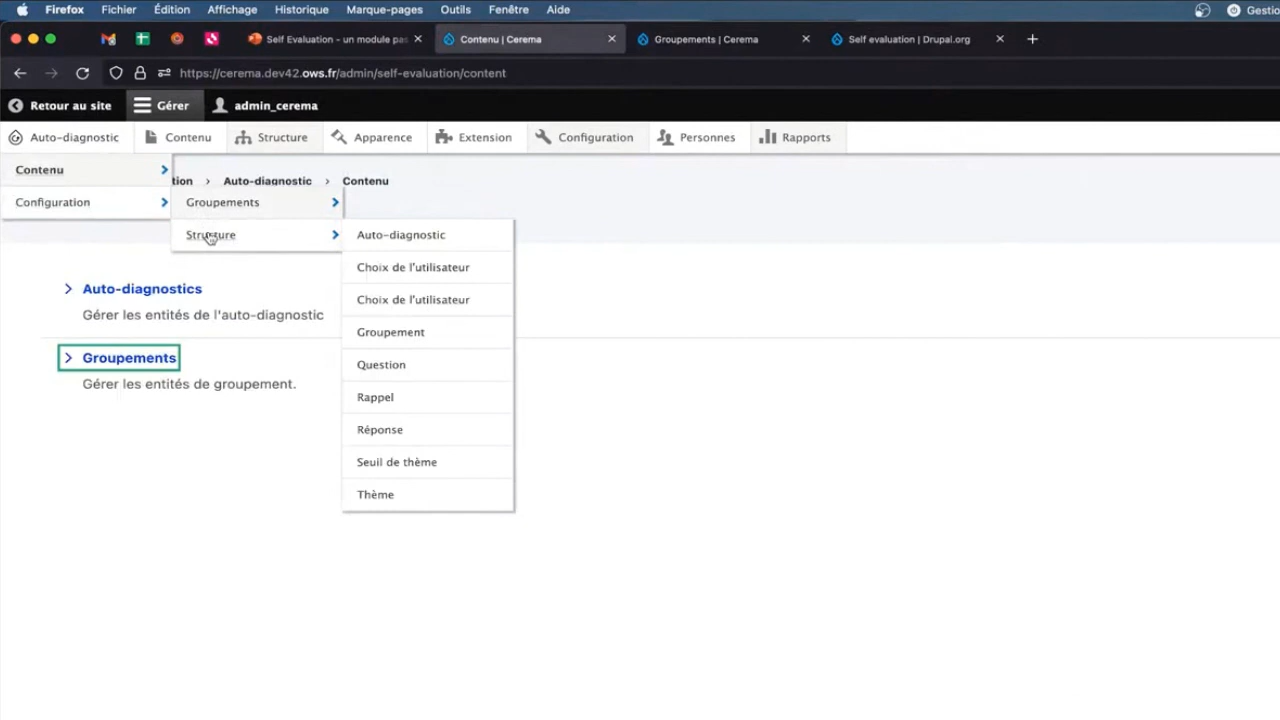 Firefox Fichier Édition Affichage Historique Marque-pages Outils Fenêtre Aide Gestio
Self Evaluation - un module pas
Contenu | Cerema
Groupements | Cerema
Self evaluation | Drupal.org
https://cerema.dev42.ows.fr/admin/self-evaluation/content
Retour au site Gérer admin_cerema
Auto-diagnostic Contenu Structure Apparence Extension Configuration Personnes Rapports
Contenu
tion › Auto-diagnostic › Contenu
Configuration
Groupements
Structure
Auto-diagnostic
Choix de l'utilisateur
Choix de l'utilisateur
Groupement
Question
Rappel
Réponse
Seuil de thème
Thème
Auto-diagnostics
Gérer les entités de l'auto-diagnostic
Groupements
Gérer les entités de groupement.